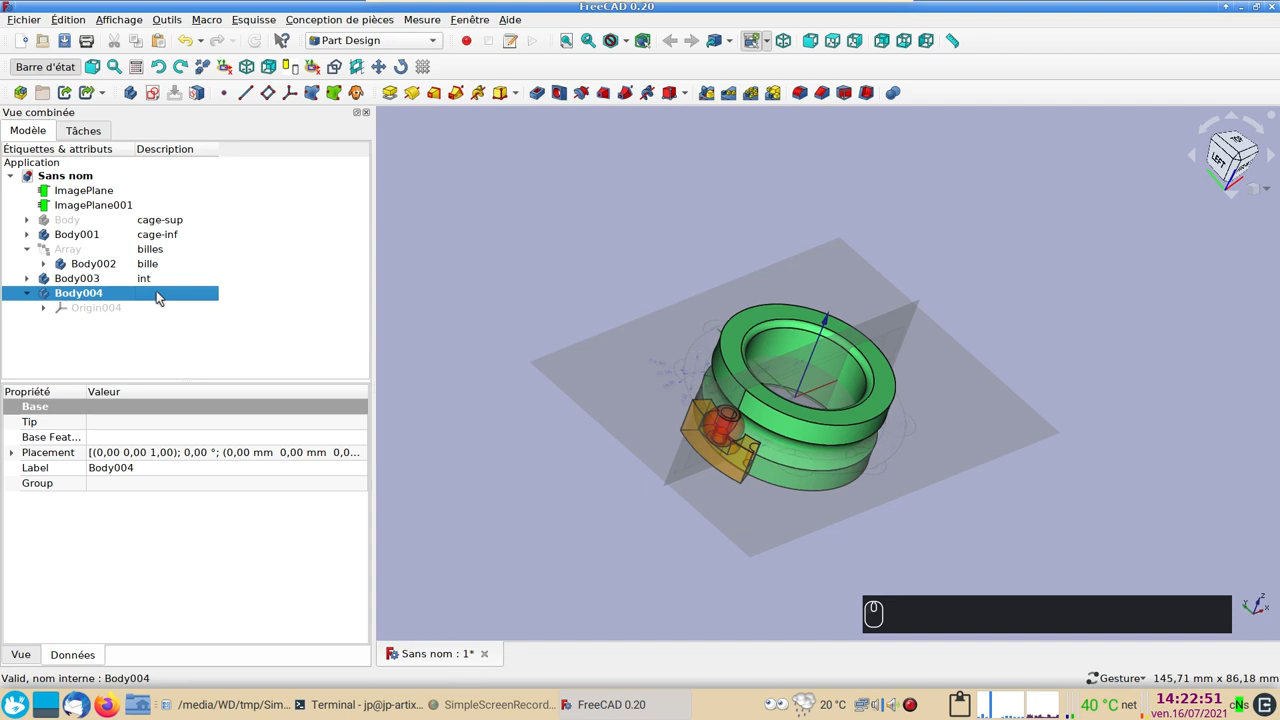 FreeCAD 0.20
Fichier Édition Affichage Outils Macro Esquisse Conception de pièces Mesure Fenêtre Aide
Part Design
Barre d'état
Vue combinée
Modèle Tâches
Étiquettes & attributs Description
Application
Sans nom
ImagePlane
ImagePlane001
Body cage-sup
Body001 cage-inf
Array billes
Body002 bille
Body003 int
Body004
Origin004
Propriété Valeur
Base
Tip
Base Feat...
Placement [(0,00 0,00 1,00); 0,00 °; (0,00 mm 0,00 mm 0,0...
Label Body004
Group
LEFT
Vue Données
Sans nom : 1*
Valid, nom interne : Body004
Gesture 145,71 mm x 86,18 mm
/media/WD/tmp/Sim... Terminal - jp@jp-artix... SimpleScreenRecord... FreeCAD 0.20
20 °C
40 °C net
14:22:51
ven.16/07/2021